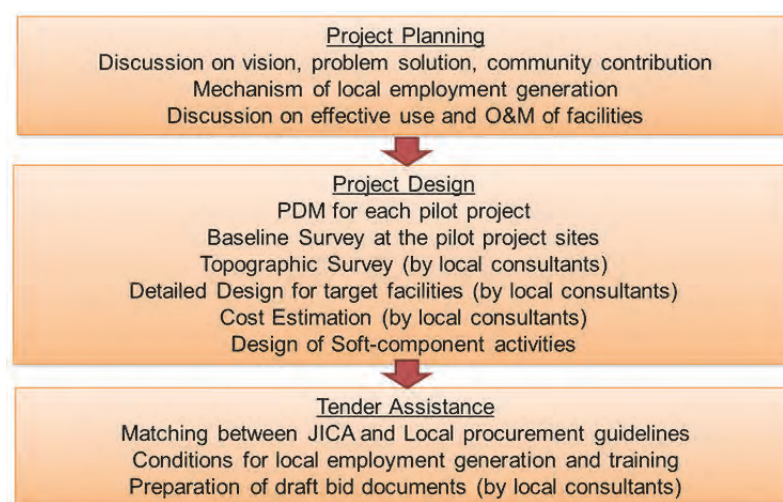 Project Planning
Discussion on vision, problem solution, community contribution
Mechanism of local employment generation
Discussion on effective use and O&M of facilities
Project Design
PDM for each pilot project
Baseline Survey at the pilot project sites
Topographic Survey (by local consultants)
Detailed Design for target facilities (by local consultants)
Cost Estimation (by local consultants)
Design of Soft-component activities
Tender Assistance
Matching between JICA and Local procurement guidelines
Conditions for local employment generation and training
Preparation of draft bid documents (by local consultants)